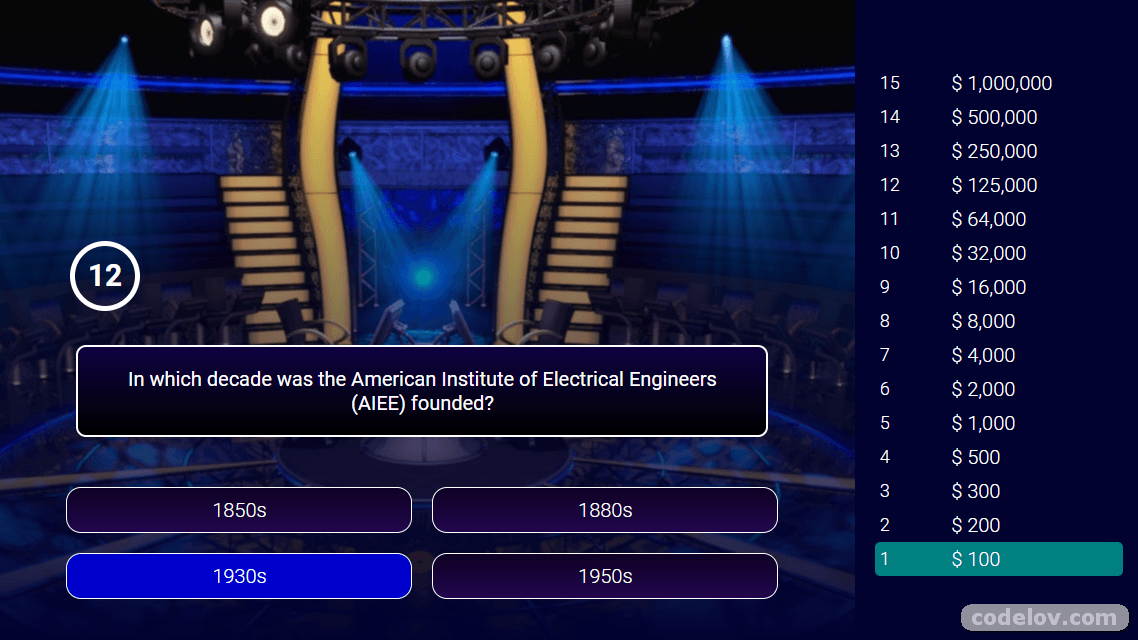 12
In which decade was the American Institute of Electrical Engineers
(AIEE) founded?
1850s
1880s
1930s
1950s
15 $ 1,000,000
14 $ 500,000
13 $ 250,000
12 $ 125,000
11 $ 64,000
10 $ 32,000
9 $ 16,000
8 $ 8,000
7 $ 4,000
6 $ 2,000
5 $ 1,000
4 $ 500
3 $ 300
2 $ 200
1 $ 100
codelov.com